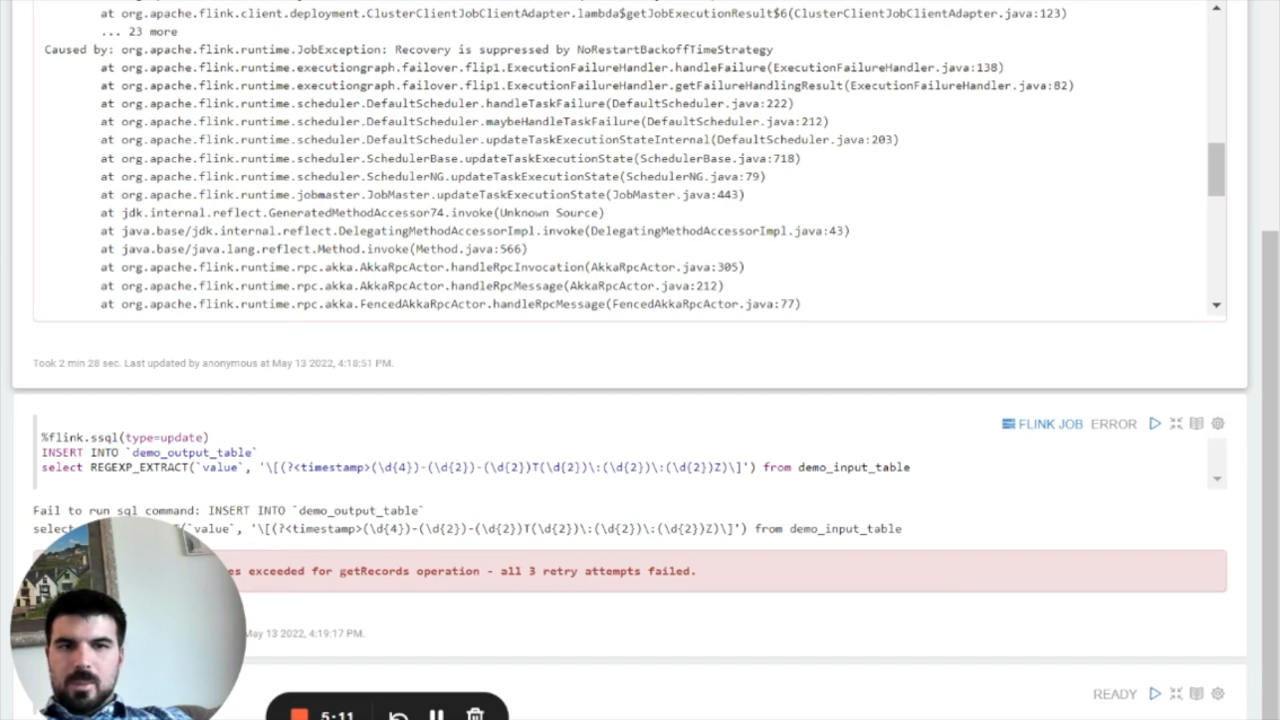 at org.apache.flink.client.deployment.ClusterClientJobClientAdapter.lambda$getJobExecutionResult$6(ClusterClientJobClientAdapter.java:123)
... 23 more
Caused by: org.apache.flink.runtime.JobException: Recovery is suppressed by NoRestartBackoffTimeStrategy
at org.apache.flink.runtime.executiongraph.failover.flip1.ExecutionFailureHandler.handleFailure(ExecutionFailureHandler.java:138)
at org.apache.flink.runtime.executiongraph.failover.flip1.ExecutionFailureHandler.getFailureHandlingResult(ExecutionFailureHandler.java:82)
at org.apache.flink.runtime.scheduler.DefaultScheduler.handleTaskFailure(DefaultScheduler.java:222)
at org.apache.flink.runtime.scheduler.DefaultScheduler.maybeHandleTaskFailure(DefaultScheduler.java:212)
at org.apache.flink.runtime.scheduler.DefaultScheduler.updateTaskExecutionStateInternal(DefaultScheduler.java:203)
at org.apache.flink.runtime.scheduler.SchedulerBase.updateTaskExecutionState(SchedulerBase.java:718)
at org.apache.flink.runtime.scheduler.SchedulerNG.updateTaskExecutionState(SchedulerNG.java:79)
at org.apache.flink.runtime.jobmaster.JobMaster.updateTaskExecutionState(JobMaster.java:443)
at jdk.internal.reflect.GeneratedMethodAccessor74.invoke(Unknown Source)
at java.base/jdk.internal.reflect.DelegatingMethodAccessorImpl.invoke(DelegatingMethodAccessorImpl.java:43)
at java.base/java.lang.reflect.Method.invoke(Method.java:566)
at org.apache.flink.runtime.rpc.akka.AkkaRpcActor.handleRpcInvocation(AkkaRpcActor.java:305)
at org.apache.flink.runtime.rpc.akka.AkkaRpcActor.handleRpcMessage(AkkaRpcActor.java:212)
at org.apache.flink.runtime.rpc.akka.FencedAkkaRpcActor.handleRpcMessage(FencedAkkaRpcActor.java:77)
Took 2 min 28 sec. Last updated by anonymous at May 13 2022, 4:18:51 PM.
FLINK JOB ERROR
%flink.ssql(type=update)
INSERT INTO `demo_output_table`
select REGEXP_EXTRACT(`value`, '\[(?<timestamp>(\d{4})-(\d{2})-(\d{2})T(\d{2})\:(\d{2})\:(\d{2})Z)\]') from demo_input_table
Fail to run sql command: INSERT INTO `demo_output_table`
selec (`value`, '\[(?<timestamp>(\d{4})-(\d{2})-(\d{2})T(\d{2})\:(\d{2})\:(\d{2})Z)\]') from demo_input_table
es exceeded for getRecords operation - all 3 retry attempts failed.
May 13 2022, 4:19:17 PM.
READY
5:11